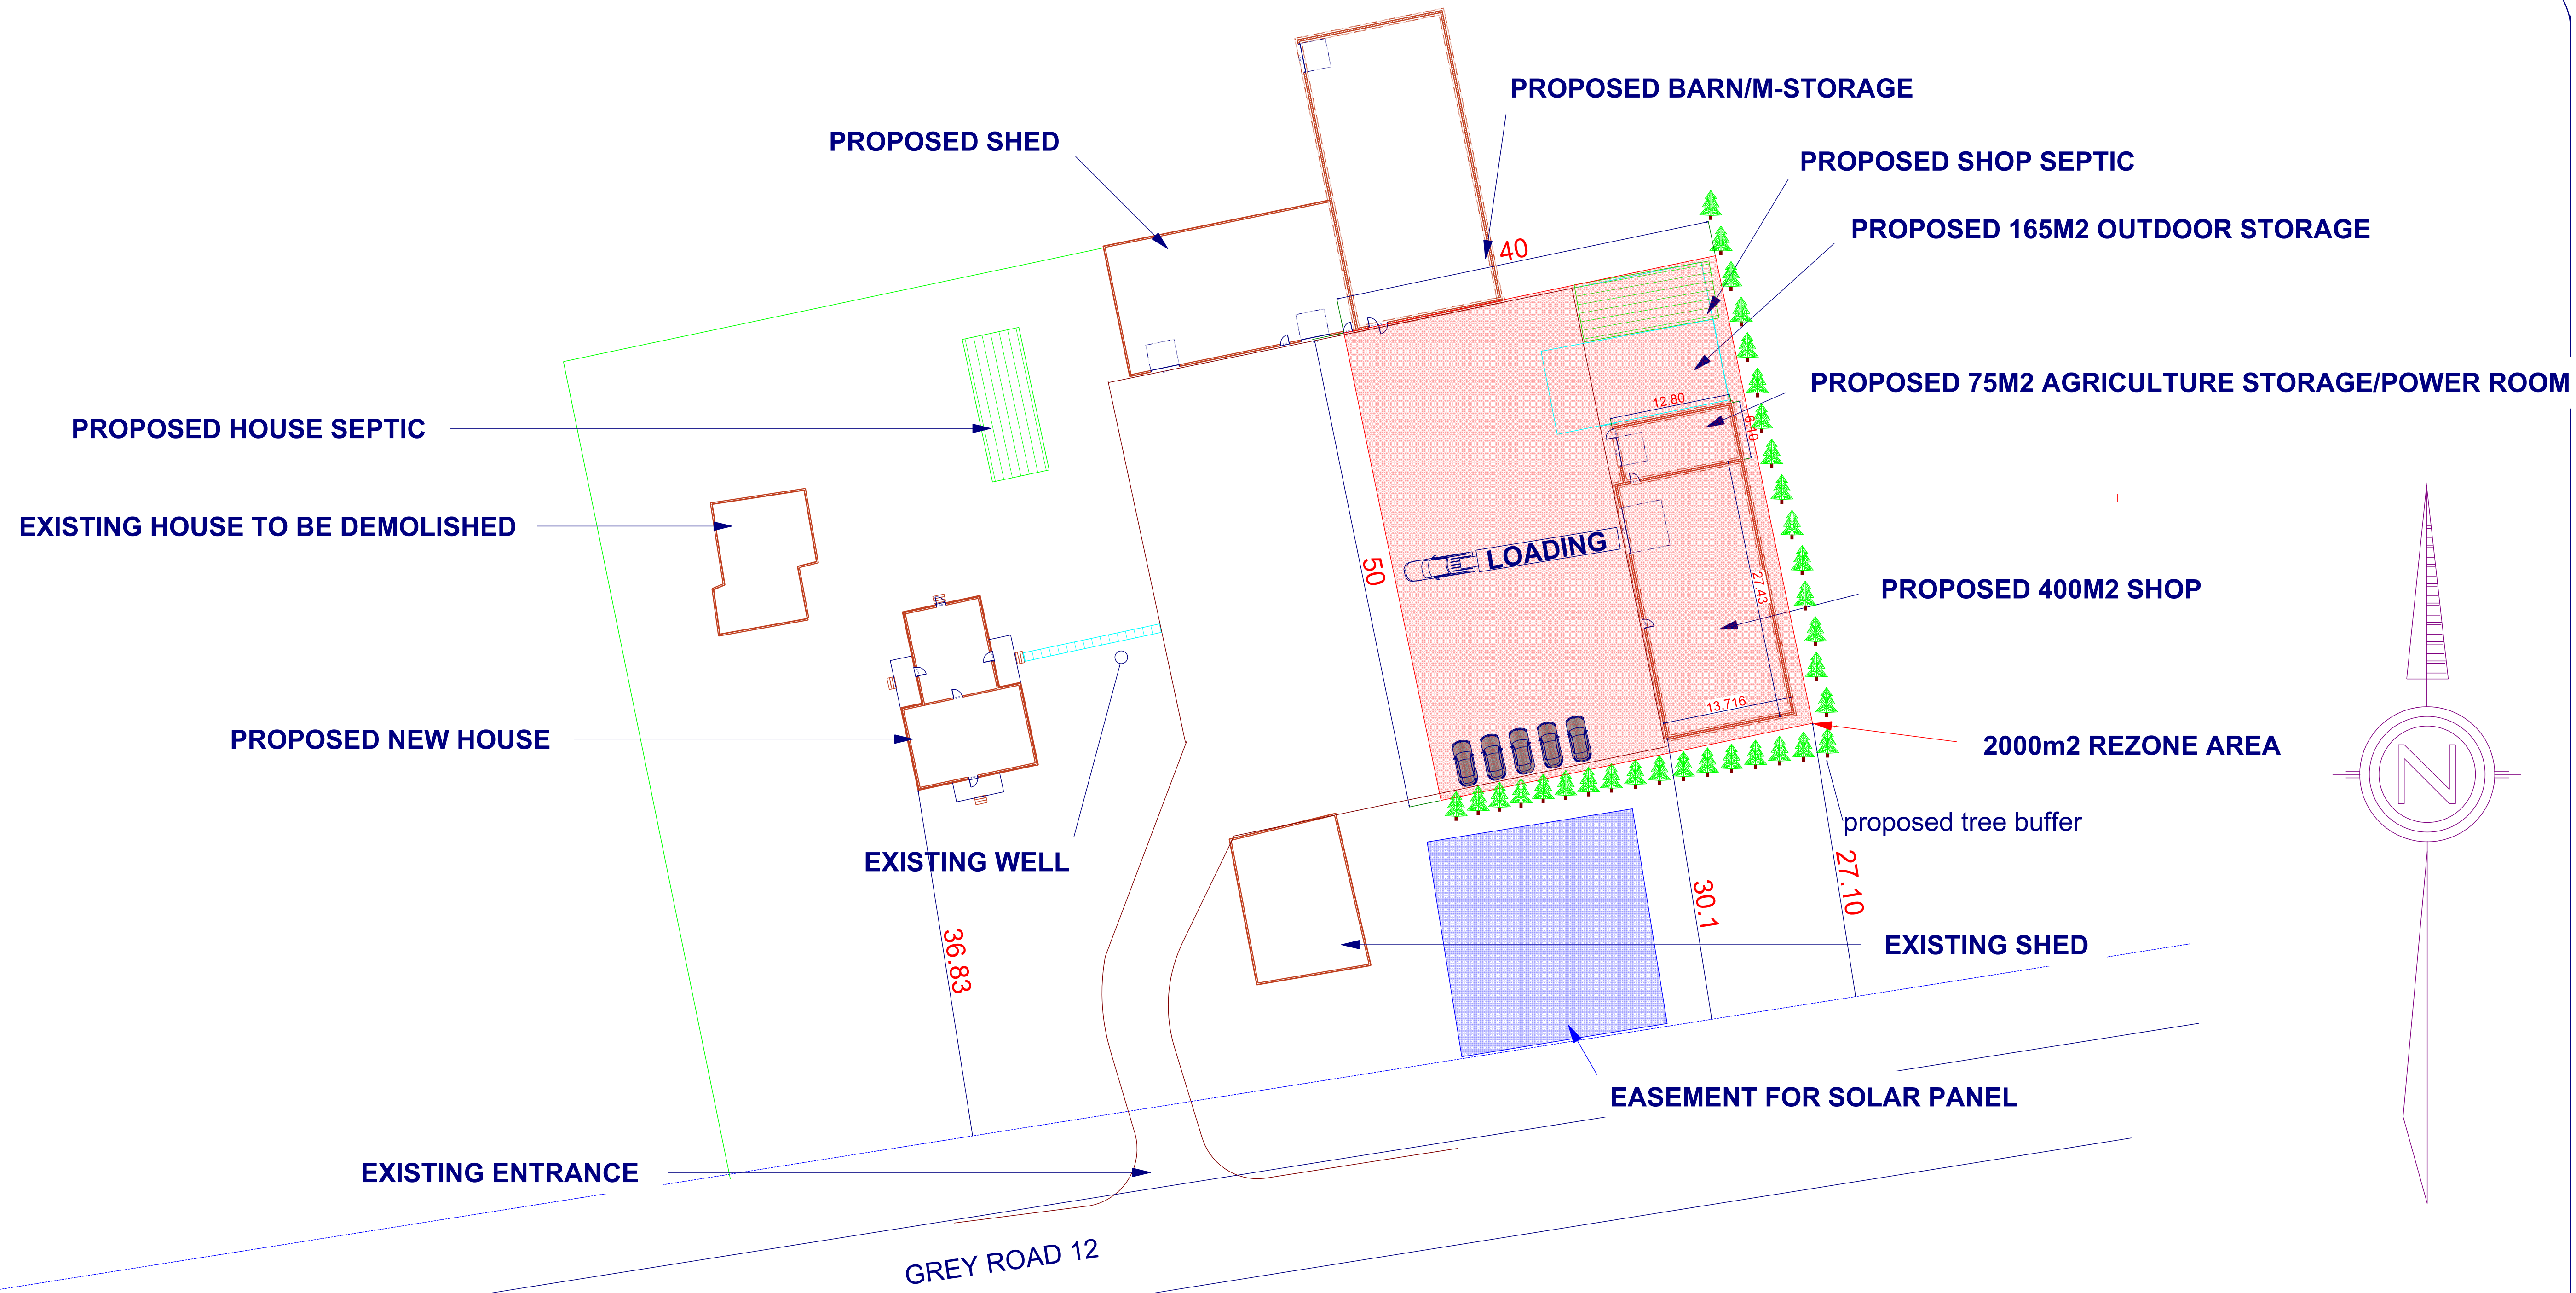 PROPOSED BARN/M-STORAGE
PROPOSED SHED
PROPOSED SHOP SEPTIC
PROPOSED 165M2 OUTDOOR STORAGE
40
PROPOSED 75M2 AGRICULTURE STORAGE/POWER ROOM
12.80
6.10
PROPOSED HOUSE SEPTIC
EXISTING HOUSE TO BE DEMOLISHED
LOADING
50
27.43
PROPOSED 400M2 SHOP
13.716
PROPOSED NEW HOUSE
2000m2 REZONE AREA
N
proposed tree buffer
EXISTING WELL
27.10
30.1
EXISTING SHED
36.83
EASEMENT FOR SOLAR PANEL
EXISTING ENTRANCE
GREY ROAD 12